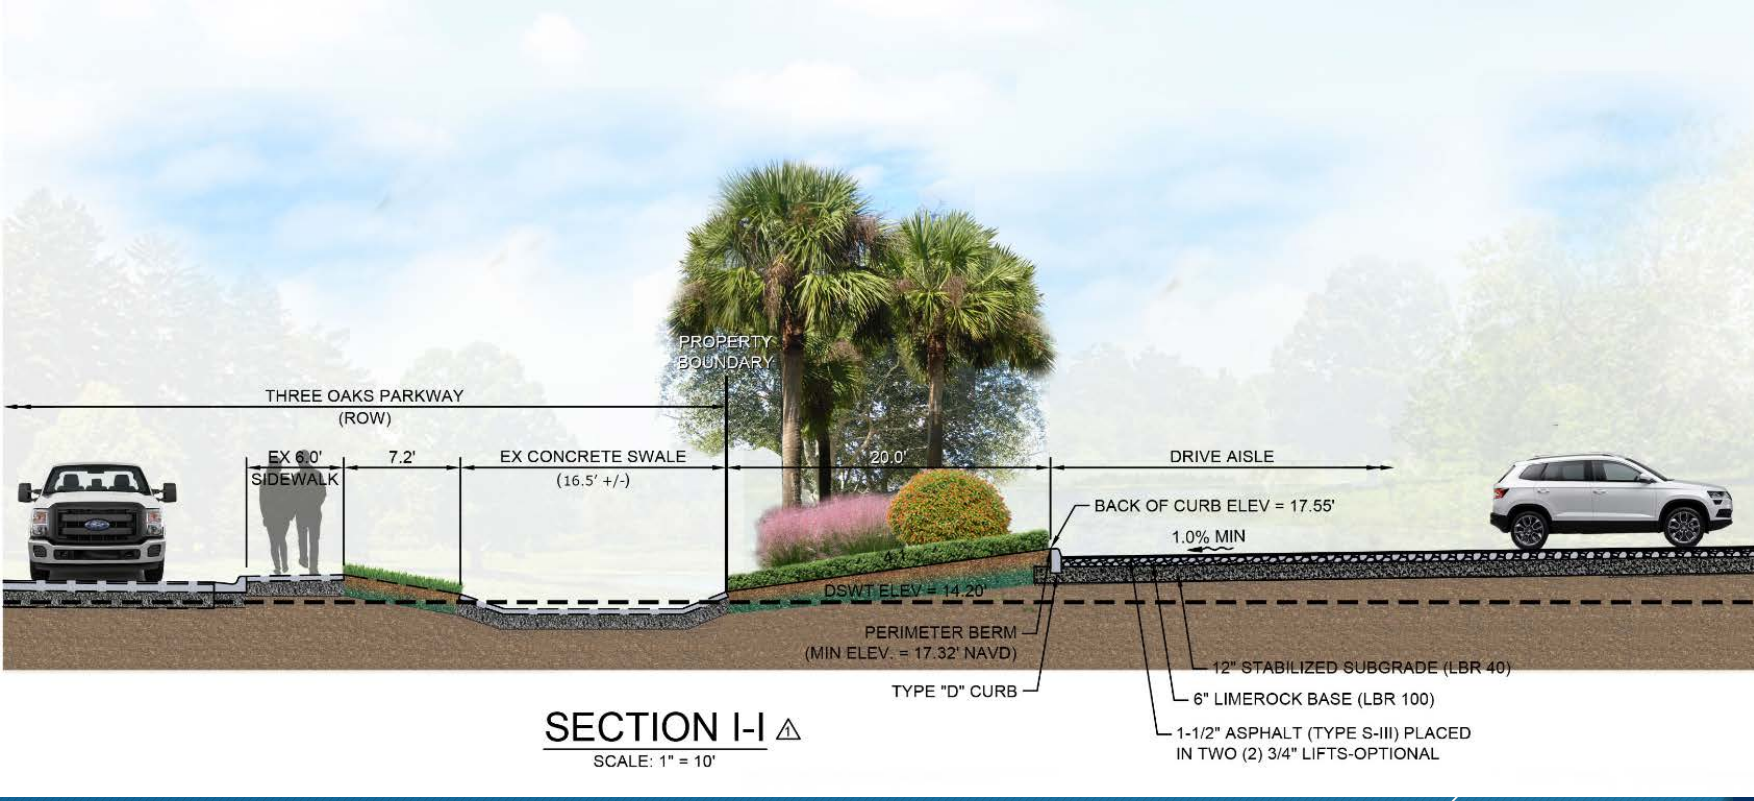 PROPERTY
BOUNDARY
THREE OAKS PARKWAY
(ROW)
EX 6.0'
SIDEWALK
7.2'
EX CONCRETE SWALE
(16.5' +/-)
20.0'
DRIVE AISLE
BACK OF CURB ELEV = 17.55'
1.0% MIN
4:1
DSWT ELEV = 14.20'
PERIMETER BERM
(MIN ELEV. = 17.32' NAVD)
TYPE "D" CURB
12" STABILIZED SUBGRADE (LBR 40)
6" LIMEROCK BASE (LBR 100)
1-1/2" ASPHALT (TYPE S-III) PLACED
IN TWO (2) 3/4" LIFTS-OPTIONAL
SECTION I-I 1
SCALE: 1" = 10'